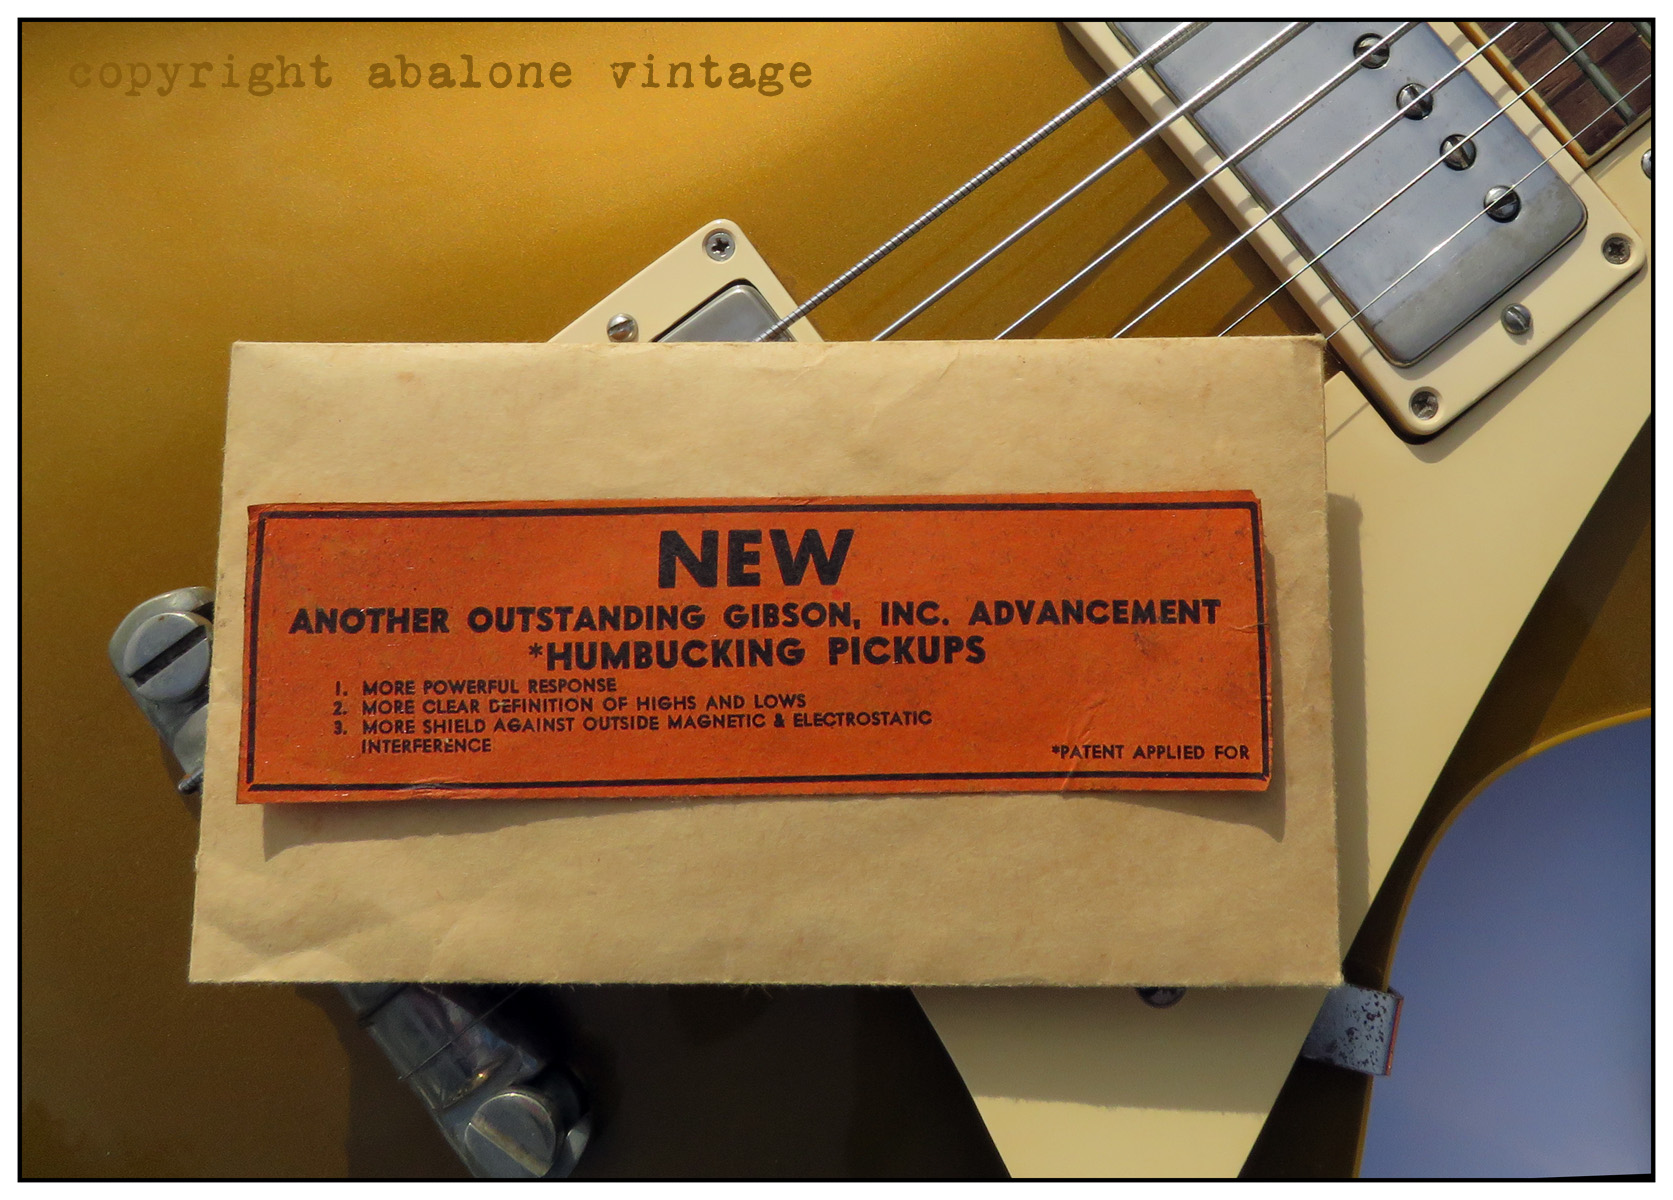 copyright abalone vintage
NEW
ANOTHER OUTSTANDING GIBSON, INC. ADVANCEMENT
*HUMBUCKING PICKUPS
1. MORE POWERFUL RESPONSE
2. MORE CLEAR DEFINITION OF HIGHS AND LOWS
3. MORE SHIELD AGAINST OUTSIDE MAGNETIC & ELECTROSTATIC
INTERFERENCE
*PATENT APPLIED FOR